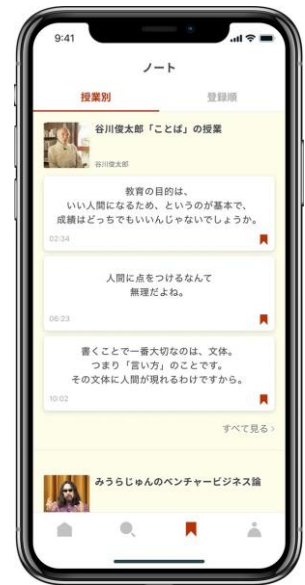 9:41
ノート
授業別
登録順
谷川俊太郎「ことば」の授業
谷川俊太郎
教育の目的は、
いい人間になるため、というのが基本で、
成績はどっちでもいいんじゃないでしょうか。
02:34
人間に点をつけるなんて
無理だよね。
06:23
書くことで一番大切なのは、文体。
つまり「言い方」のことです。
その文体に人間が現れるわけですから。
10:02
すべて見る
みうらじゅんのベンチャービジネス論